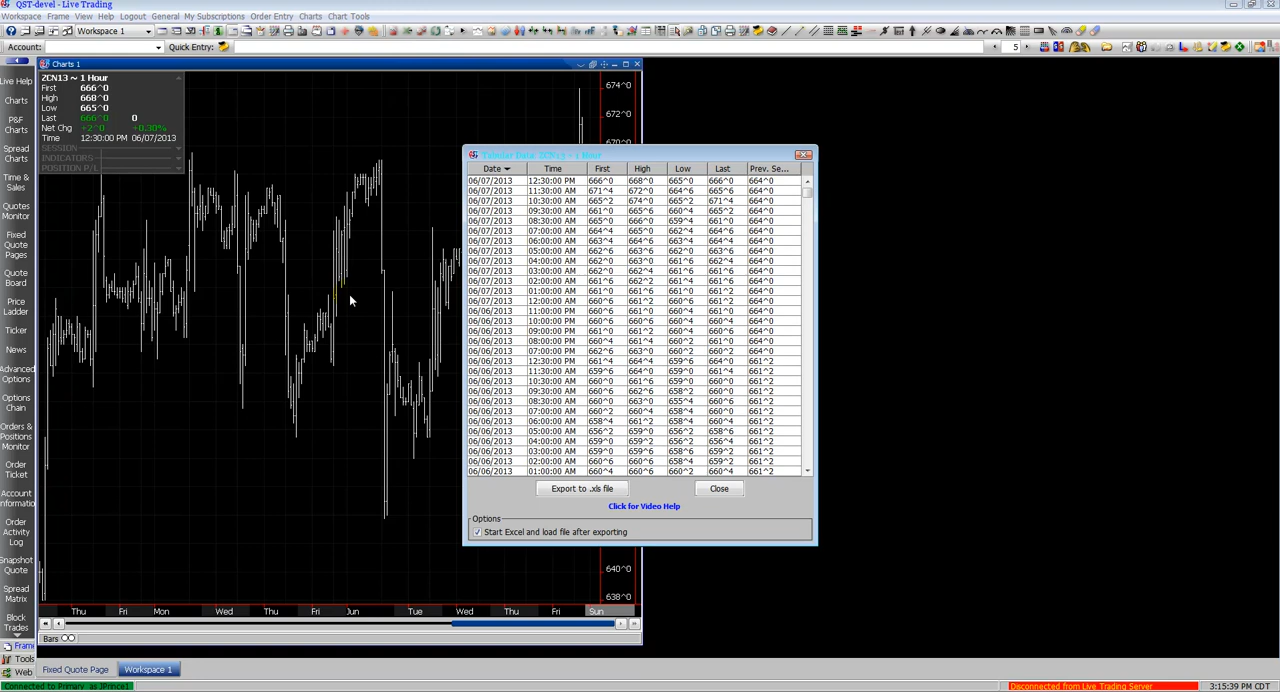 QST-devel - Live Trading
Workspace Frame View Help Logout General My Subscriptions Order Entry Charts Chart Tools
Workspace 1
Account: Quick Entry: 5
Charts 1
ZCN13 ~ 1 Hour
First 666^0
High 668^0
Low 665^0
Last 666^0 0
Net Chg +2^0 +0.30%
Time 12:30:00 PM 06/07/2013
SESSION
INDICATORS
POSITION P/L
674^0
672^0
670^0
640^0
638^0
Thu Fri Mon Wed Thu Fri Jun Tue Wed Thu Fri Sun
Bars
Live Help
Charts
P&F
Charts
Spread
Charts
Time &
Sales
Quotes
Monitor
Fixed
Quote
Pages
Quote
Board
Price
Ladder
Ticker
News
Advanced
Options
Options
Chain
Orders &
Positions
Monitor
Order
Ticket
Account
Information
Order
Activity
Log
Snapshot
Quote
Spread
Matrix
Block
Trades
Frame
Tools
Web
Tabular Data: ZCN13 ~ 1 Hour
Date Time First High Low Last Prev. Se...
06/07/2013 12:30:00 PM 666^0 668^0 665^0 666^0 664^0
06/07/2013 11:30:00 AM 671^4 672^0 664^6 665^6 664^0
06/07/2013 10:30:00 AM 665^2 674^0 665^2 671^4 664^0
06/07/2013 09:30:00 AM 661^0 665^6 660^4 665^2 664^0
06/07/2013 08:30:00 AM 665^0 666^0 659^4 661^0 664^0
06/07/2013 07:00:00 AM 664^4 665^0 662^4 664^6 664^0
06/07/2013 06:00:00 AM 663^4 664^6 663^4 664^4 664^0
06/07/2013 05:00:00 AM 662^6 663^6 662^0 663^6 664^0
06/07/2013 04:00:00 AM 662^0 663^0 661^6 662^4 664^0
06/07/2013 03:00:00 AM 662^0 662^4 661^6 661^6 664^0
06/07/2013 02:00:00 AM 661^6 662^2 661^4 661^6 664^0
06/07/2013 01:00:00 AM 661^0 661^6 661^0 661^2 664^0
06/07/2013 12:00:00 AM 660^6 661^2 660^6 661^2 664^0
06/06/2013 11:00:00 PM 660^6 661^0 660^4 661^0 664^0
06/06/2013 10:00:00 PM 660^6 660^6 660^4 660^4 664^0
06/06/2013 09:00:00 PM 661^0 661^2 660^4 660^6 664^0
06/06/2013 08:00:00 PM 660^4 661^4 660^2 661^0 664^0
06/06/2013 07:00:00 PM 662^6 663^0 660^2 660^2 664^0
06/06/2013 12:30:00 PM 661^4 664^4 659^6 664^0 661^2
06/06/2013 11:30:00 AM 659^6 664^0 659^0 661^4 661^2
06/06/2013 10:30:00 AM 660^0 661^6 659^0 660^0 661^2
06/06/2013 09:30:00 AM 660^6 662^6 658^2 660^0 661^2
06/06/2013 08:30:00 AM 660^0 663^0 655^4 660^6 661^2
06/06/2013 07:00:00 AM 660^2 660^4 658^4 660^0 661^2
06/06/2013 06:00:00 AM 658^4 661^2 658^4 660^4 661^2
06/06/2013 05:00:00 AM 656^2 659^0 656^2 658^6 661^2
06/06/2013 04:00:00 AM 659^0 659^2 656^2 656^4 661^2
06/06/2013 03:00:00 AM 659^0 659^6 658^6 659^0 661^2
06/06/2013 02:00:00 AM 660^6 660^6 658^4 659^2 661^2
06/06/2013 01:00:00 AM 660^4 660^6 660^2 660^4 661^2
Export to .xls file Close
Click for Video Help
Options
Start Excel and load file after exporting
Fixed Quote Page Workspace 1
Connected to Primary as JPrince1 Disconnected from Live Trading Server 3:15:39 PM CDT